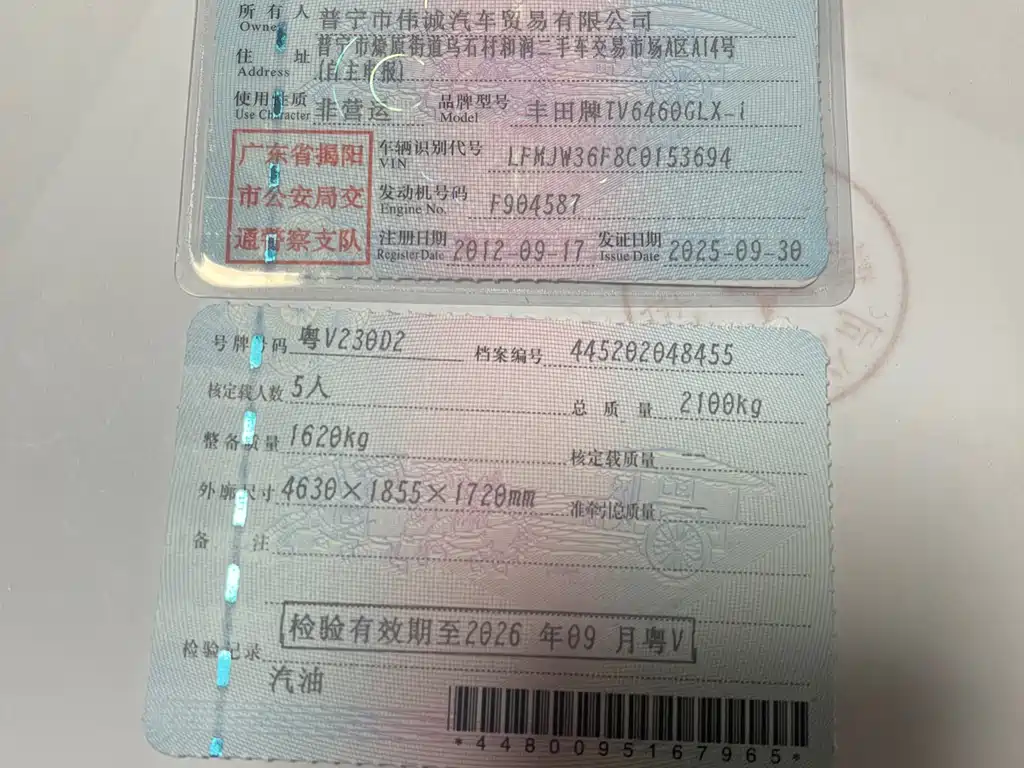 所有人 普宁市伟诚汽车贸易有限公司
Owner
住址 普宁市燎原街道乌石村和润二手车交易市场A区A14号
Address (自主申报)
使用性质 非营运 品牌型号 丰田牌TV6460GLX-i
Use Character Model
广东省揭阳 车辆识别代号 LFMJW36F8C0153694
VIN
市公安局交 发动机号码 F904587
Engine No.
通警察支队 注册日期 2012-09-17 发证日期 2025-09-30
Register Date Issue Date
号牌号码 粤V230D2 档案编号 445202048455
核定载人数 5人 总质量 2100kg
整备质量 1620kg 核定载质量 --
外廓尺寸 4630×1855×1720mm 准牵引总质量 --
备注
检验有效期至2026年09月粤V
检验记录
汽油
*4480095167965*